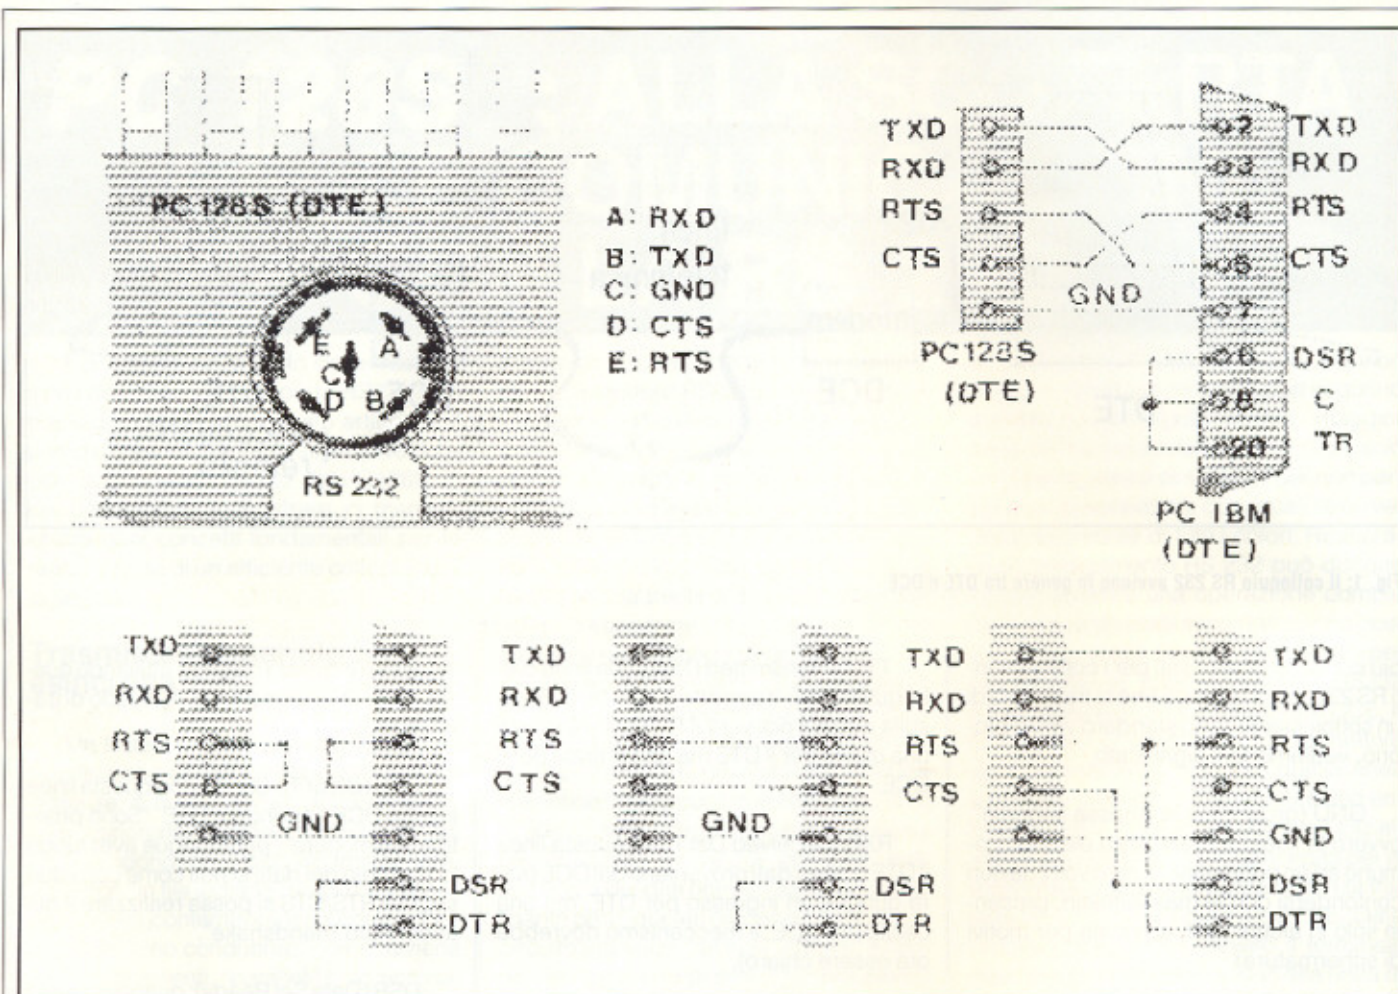 PC 128S (DTE)
E
A
C
D
B
RS 232
A: RXD
B: TXD
C: GND
D: CTS
E: RTS
TXD
RXD
RTS
CTS
GND
PC128S
(DTE)
2
3
4
5
7
6
8
20
TXD
RXD
RTS
CTS
DSR
C
TR
PC IBM
(DTE)
TXD
RXD
RTS
CTS
GND
DSR
DTR
TXD
RXD
RTS
CTS
GND
DSR
DTR
TXD
RXD
RTS
CTS
TXD
RXD
RTS
CTS
GND
DSR
DTR